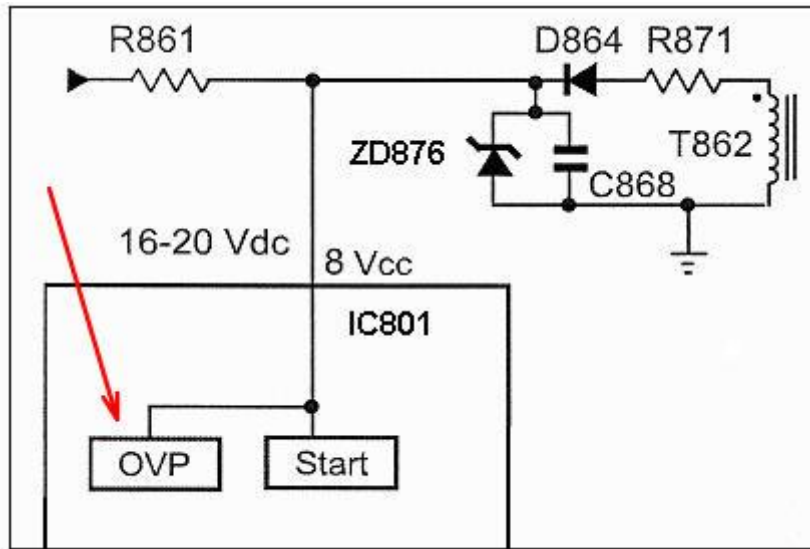 R861
D864 R871
ZD876
T862
C868
16-20 Vdc
8 Vcc
IC801
OVP
Start